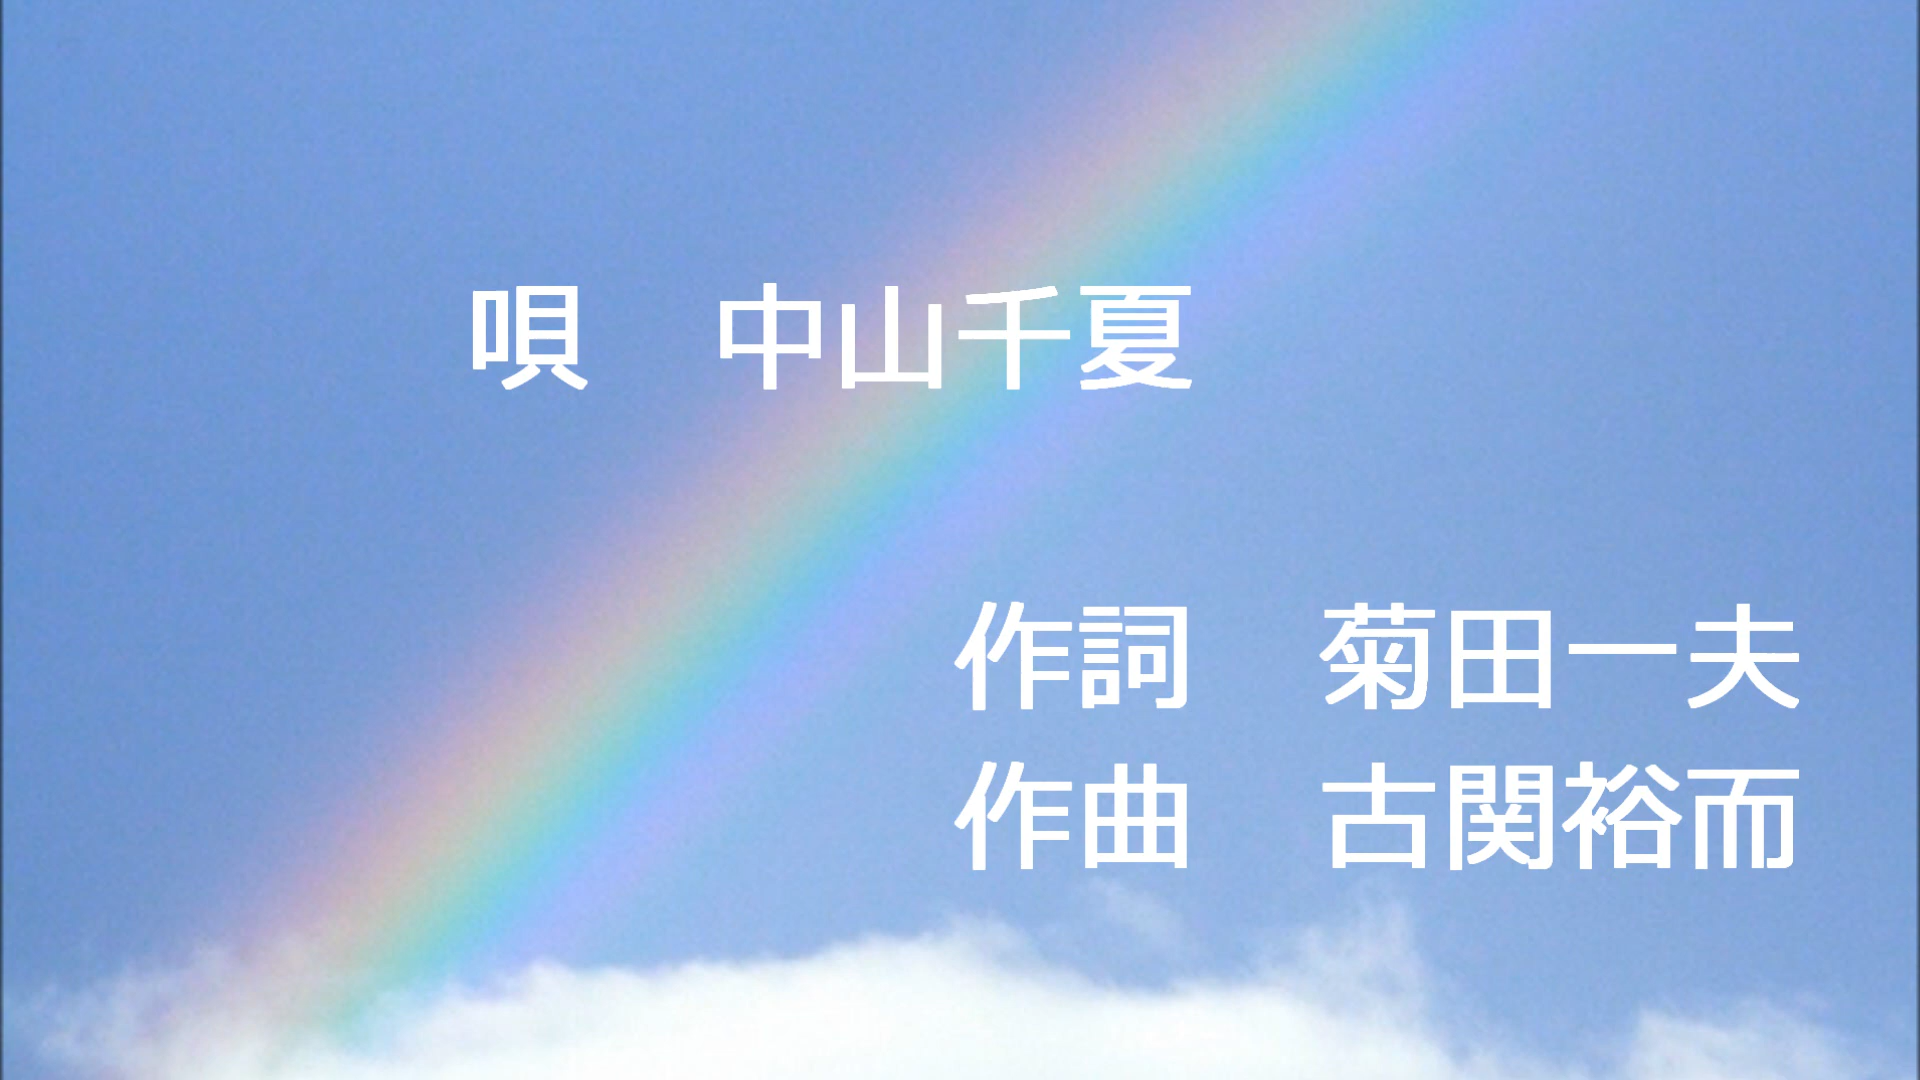 唄　中山千夏
作詞　菊田一夫
作曲　古関裕而